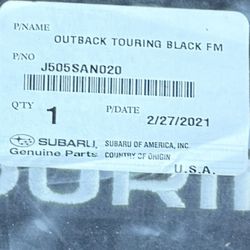 P/NAME
OUTBACK TOURING BLACK FM
P/NO
J505SAN020
Q'TY 1 P/DATE 2/27/2021
SUBARU SUBARU OF AMERICA, INC.
Genuine Parts COUNTRY OF ORIGIN
U.S.A.